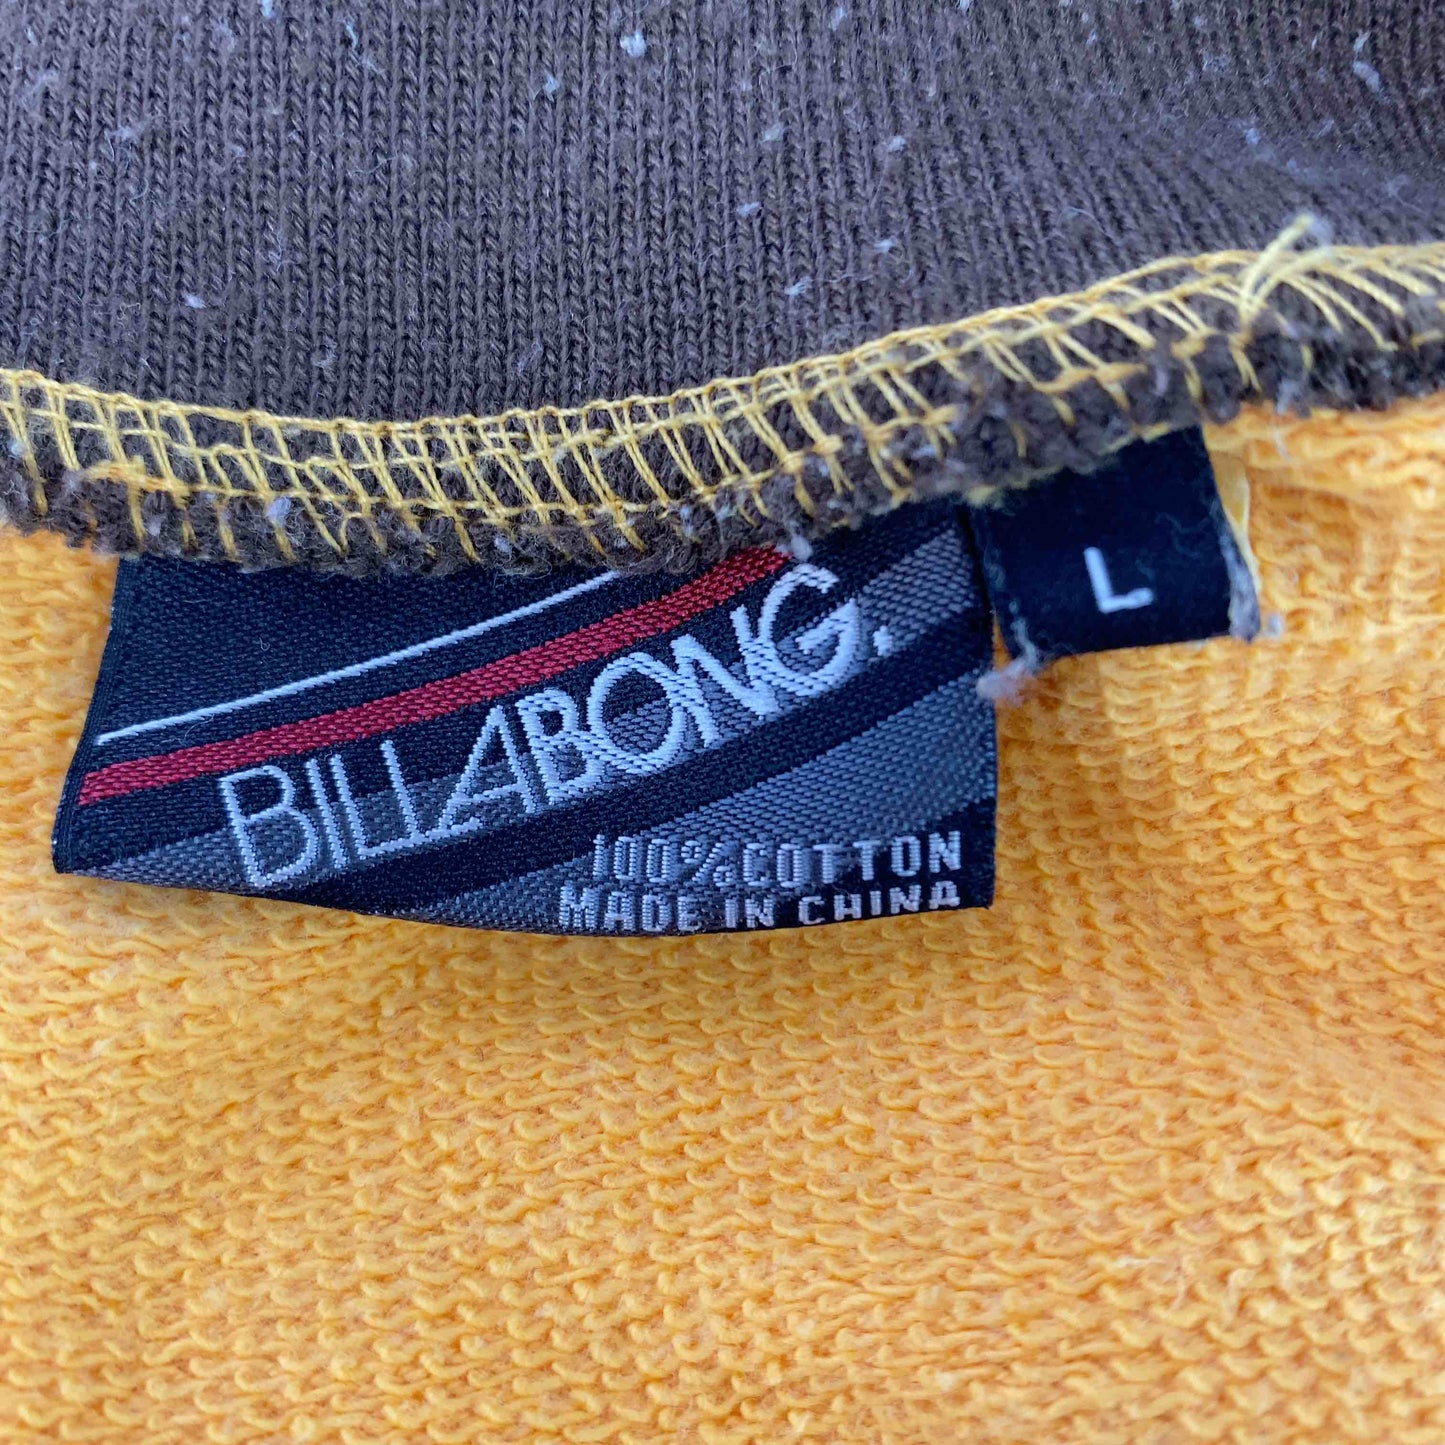 BILLABONG.
L
100% COTTON
MADE IN CHINA